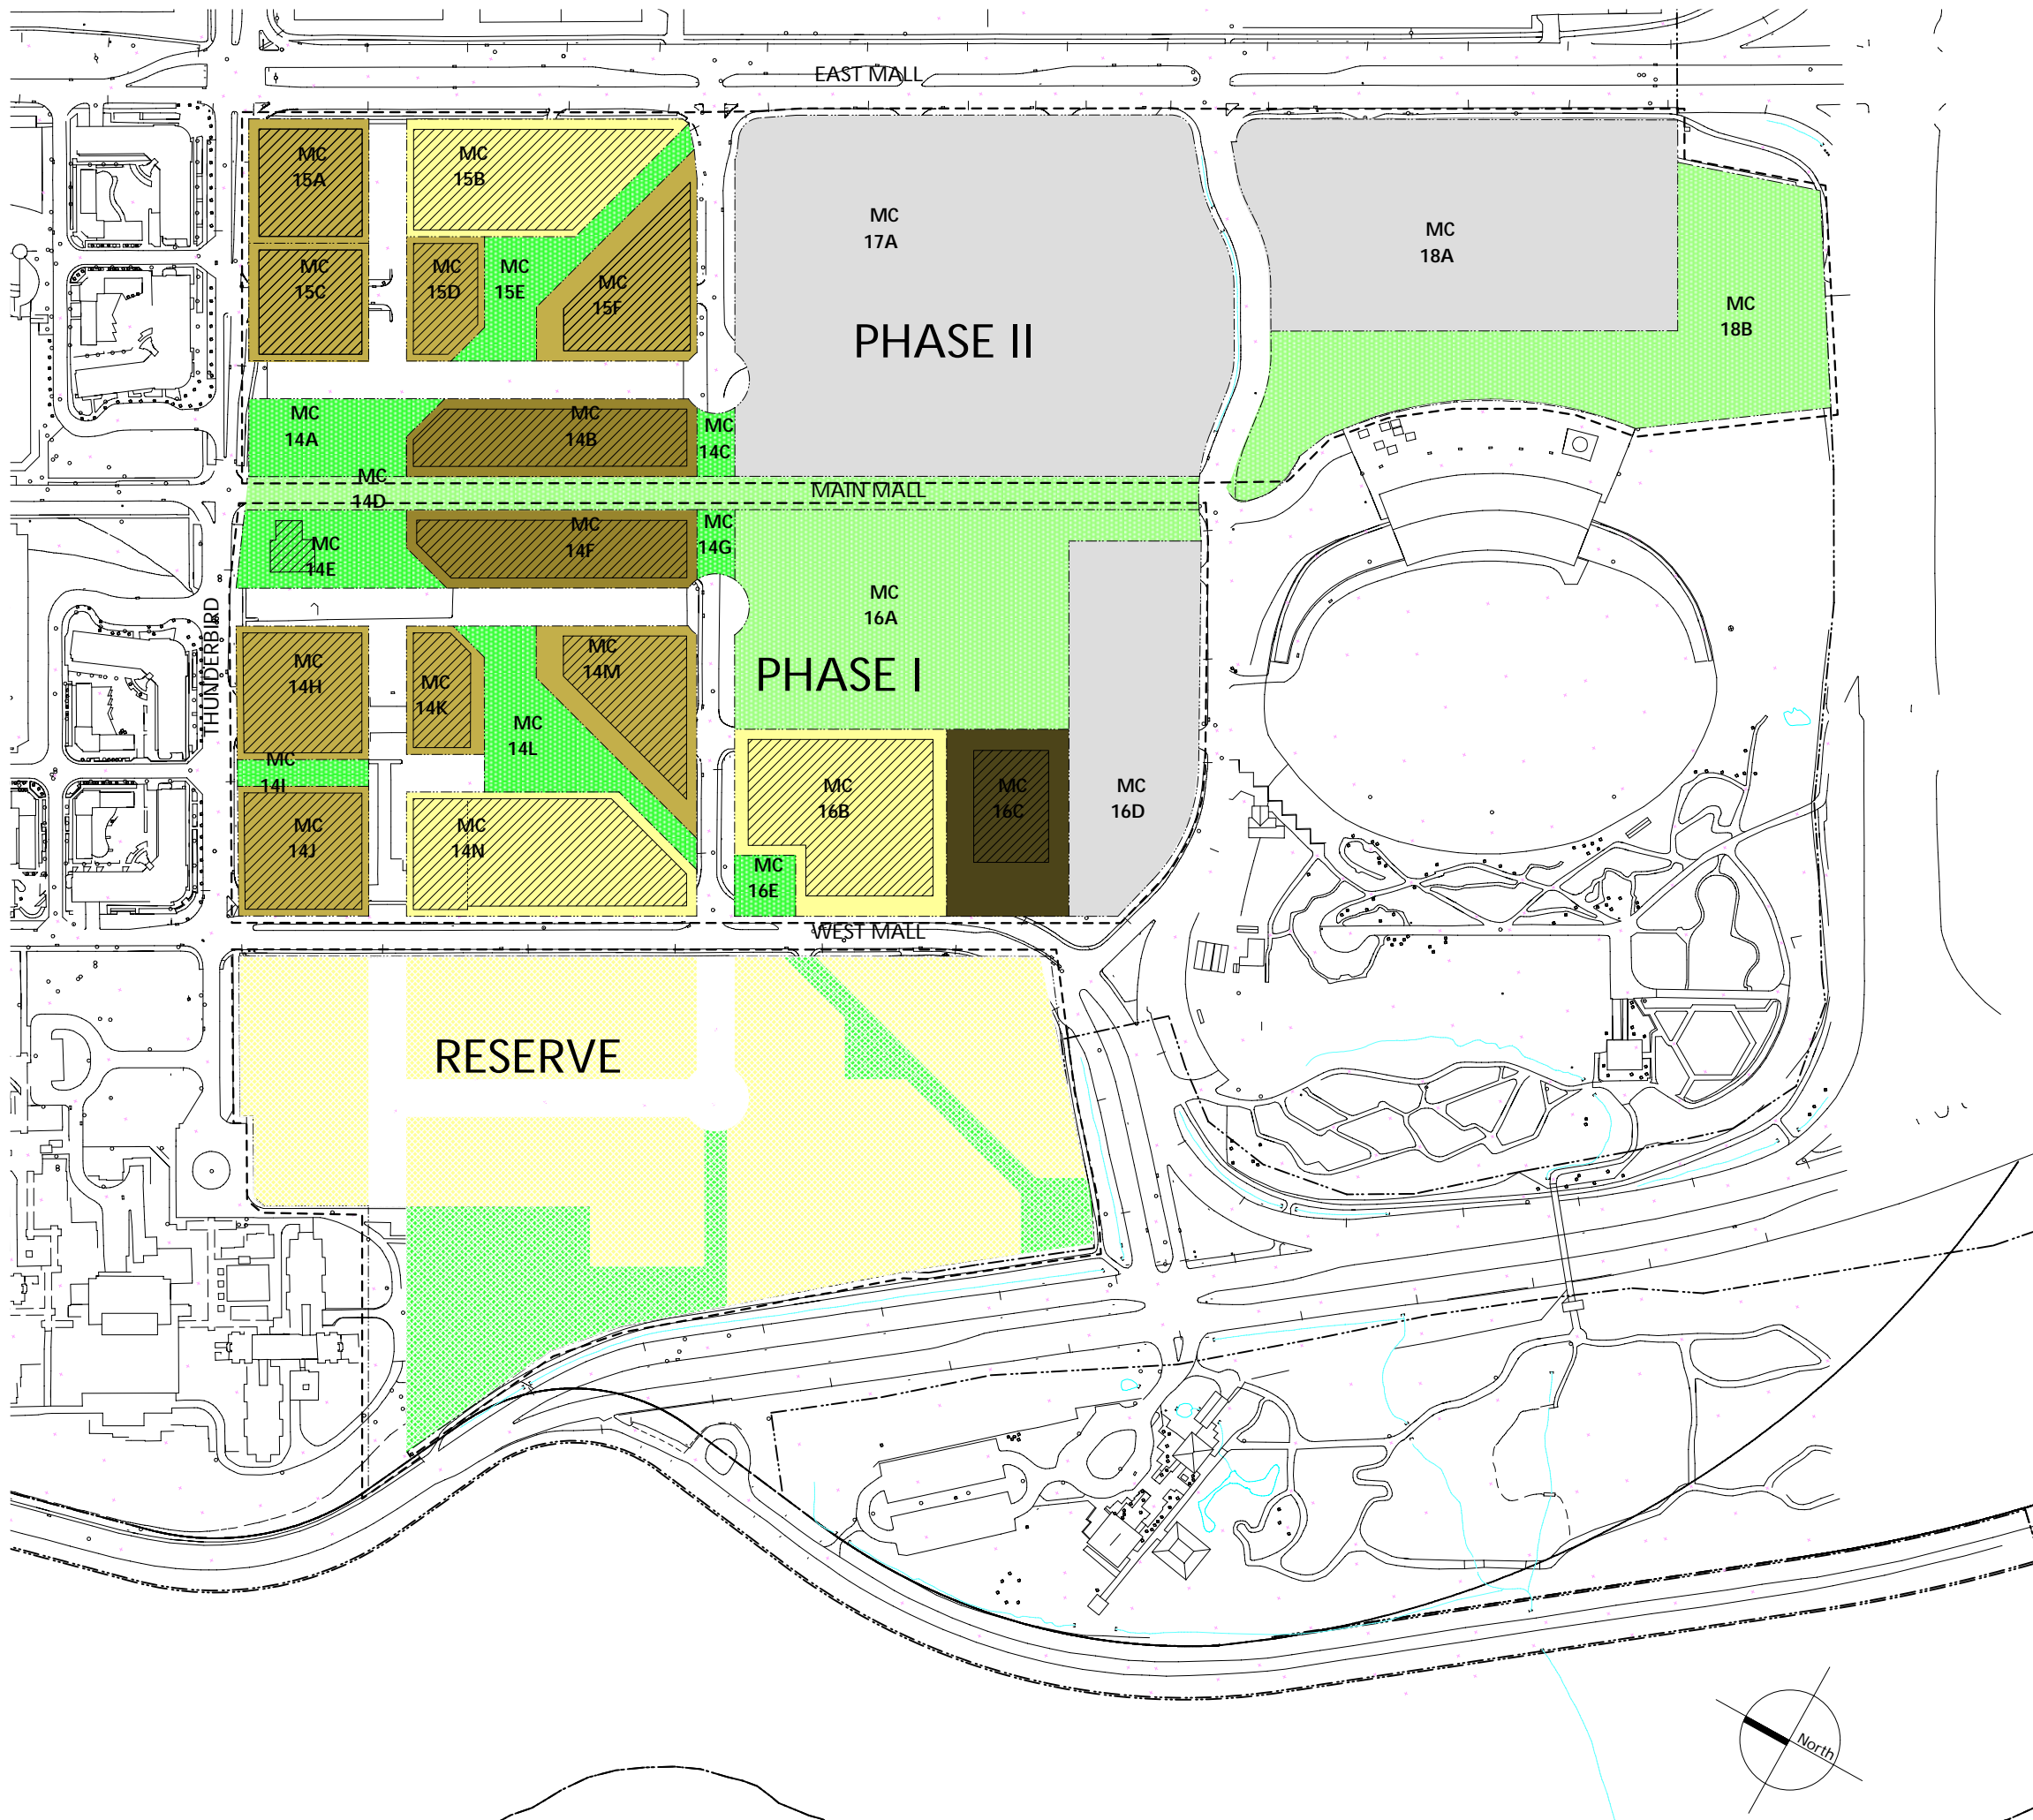 EAST MALL
MC
15A
MC
15B
MC
17A
MC
18A
MC
15C
MC
15D
MC
15E
MC
15F
MC
18B
PHASE II
MC
14A
MC
14B
MC
14C
MC
14D
MAIN MALL
MC
14E
MC
14F
MC
14G
MC
16A
THUNDERBIRD
MC
14H
MC
14K
MC
14M
PHASE I
MC
14L
MC
14I
MC
14J
MC
14N
MC
16B
MC
16C
MC
16D
MC
16E
WEST MALL
RESERVE
North